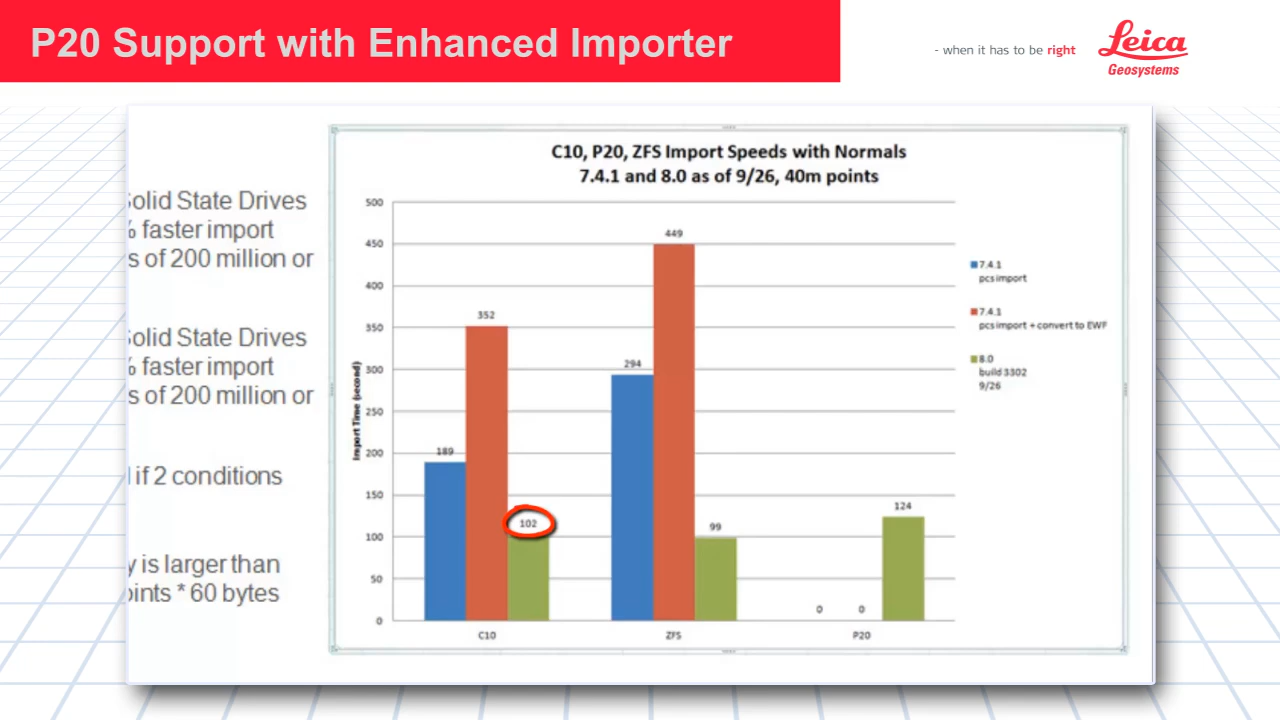 P20 Support with Enhanced Importer
- when it has to be right
Leica
Geosystems
Solid State Drives
% faster import
s of 200 million or
Solid State Drives
% faster import
s of 200 million or
if 2 conditions
y is larger than
oints * 60 bytes
C10, P20, ZFS Import Speeds with Normals
7.4.1 and 8.0 as of 9/26, 40m points
Import Time (second)
500
450
400
350
300
250
200
150
100
50
0
189
352
102
294
449
99
0
0
124
C10
ZFS
P20
7.4.1
pcs import
7.4.1
pcs import + convert to EWF
8.0
build 3302
9/26